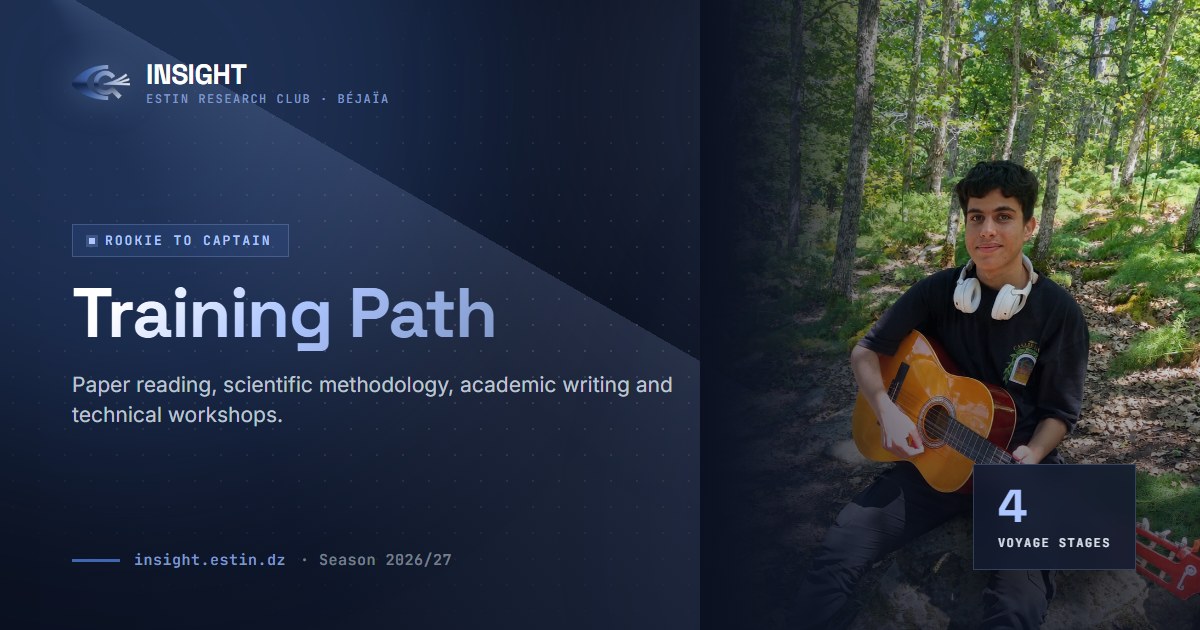 INSIGHT
ESTIN RESEARCH CLUB · BÉJAÏA
ROOKIE TO CAPTAIN
Training Path
Paper reading, scientific methodology, academic writing and
technical workshops.
4
VOYAGE STAGES
insight.estin.dz · Season 2026/27